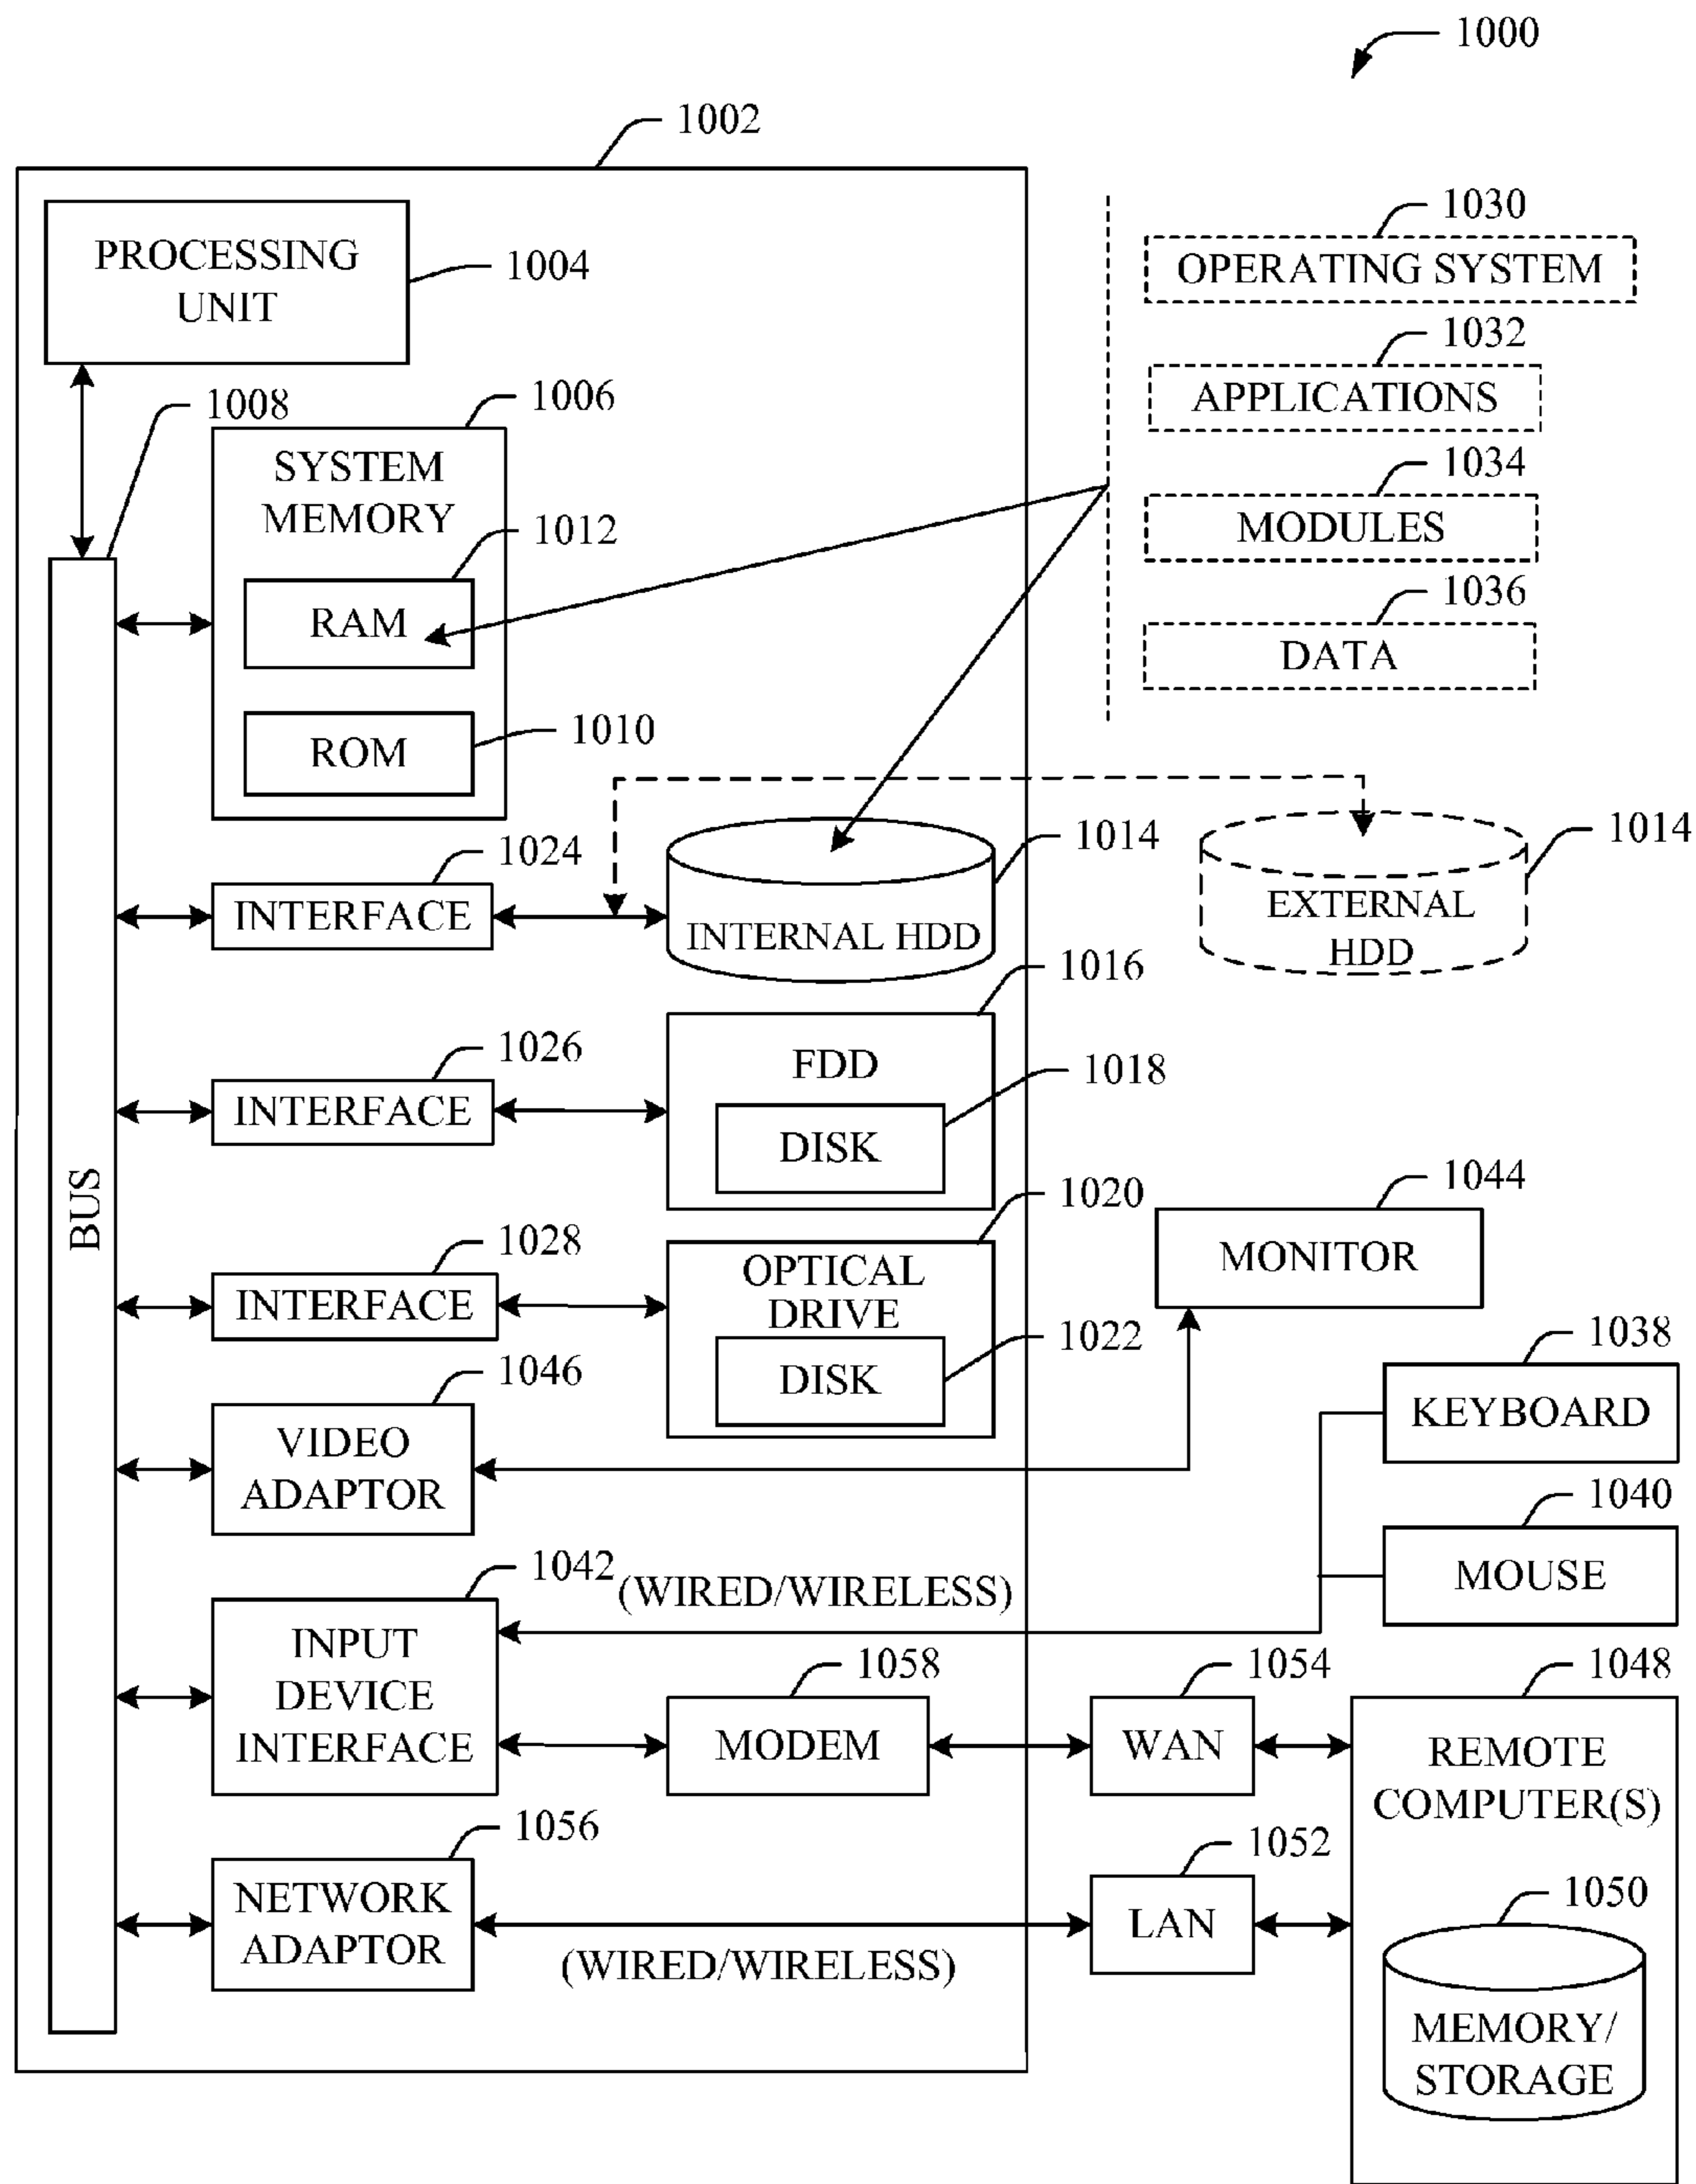 1000
1002
PROCESSING
UNIT
1004
1030
OPERATING SYSTEM
1032
APPLICATIONS
1034
MODULES
1036
DATA
1008
1006
SYSTEM
MEMORY
1012
RAM
1010
ROM
1024
INTERFACE
1014
INTERNAL HDD
1014
EXTERNAL
HDD
1016
FDD
1018
DISK
1026
INTERFACE
BUS
1020
OPTICAL
DRIVE
1022
DISK
1028
INTERFACE
1044
MONITOR
1046
VIDEO
ADAPTOR
1038
KEYBOARD
1040
MOUSE
1042
(WIRED/WIRELESS)
INPUT
DEVICE
INTERFACE
1058
MODEM
1054
WAN
1048
REMOTE
COMPUTER(S)
1056
NETWORK
ADAPTOR
(WIRED/WIRELESS)
1052
LAN
1050
MEMORY/
STORAGE